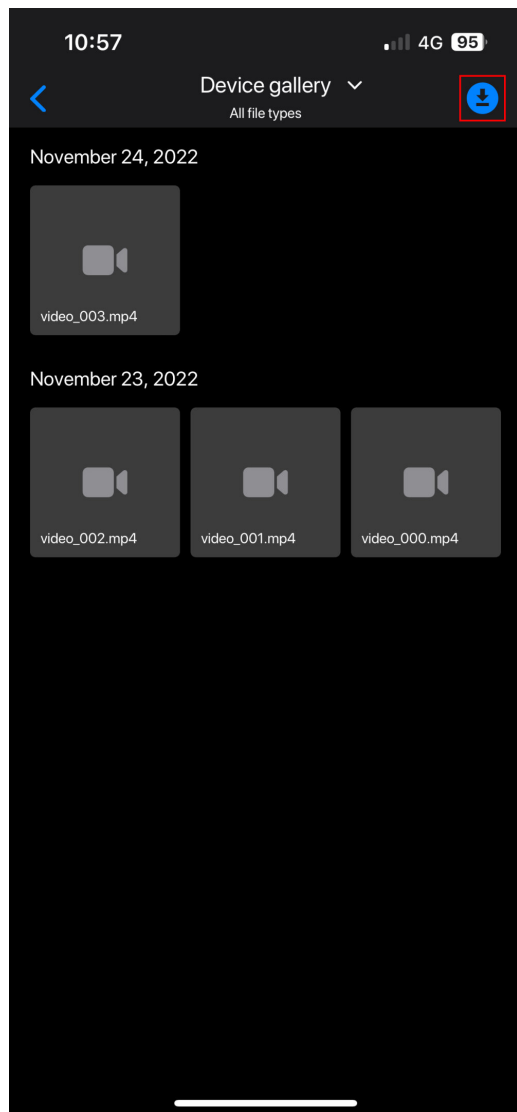 10:57
4G 95
Device gallery
All file types
November 24, 2022
video_003.mp4
November 23, 2022
video_002.mp4
video_001.mp4
video_000.mp4